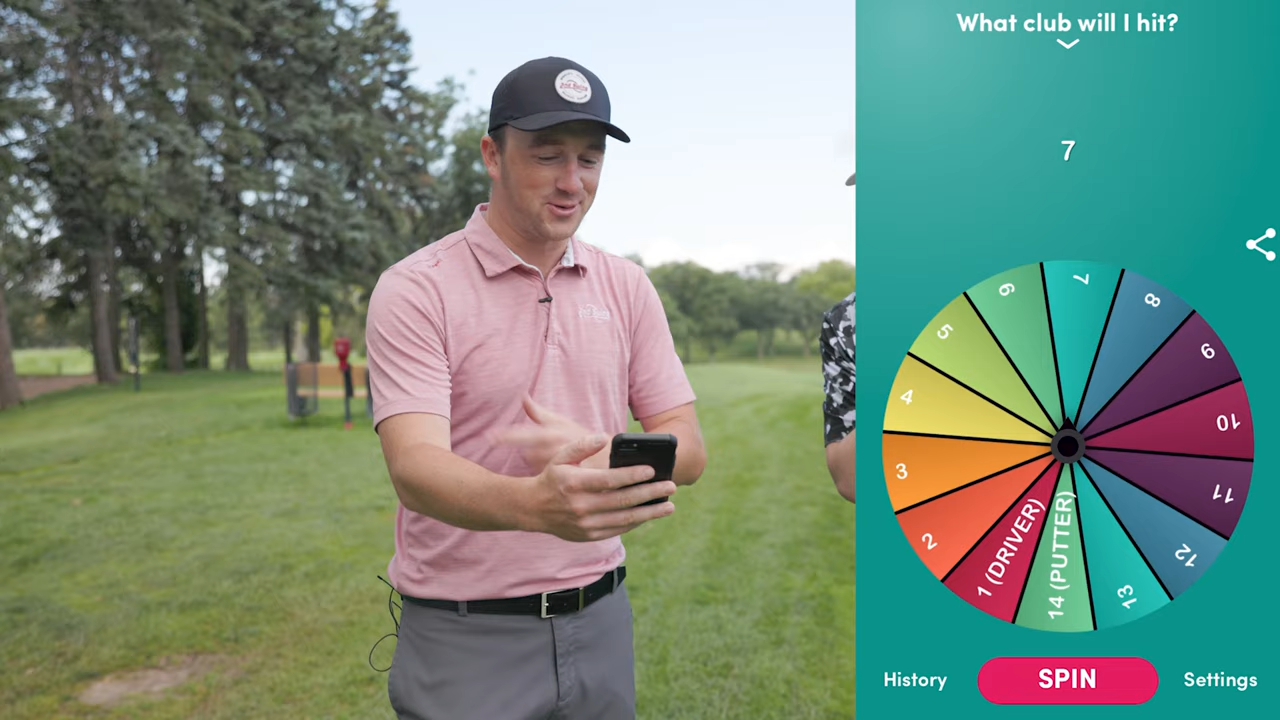 What club will I hit?
7
7
8
9
10
11
12
13
14 (PUTTER)
1 (DRIVER)
2
3
4
5
6
History
SPIN
Settings